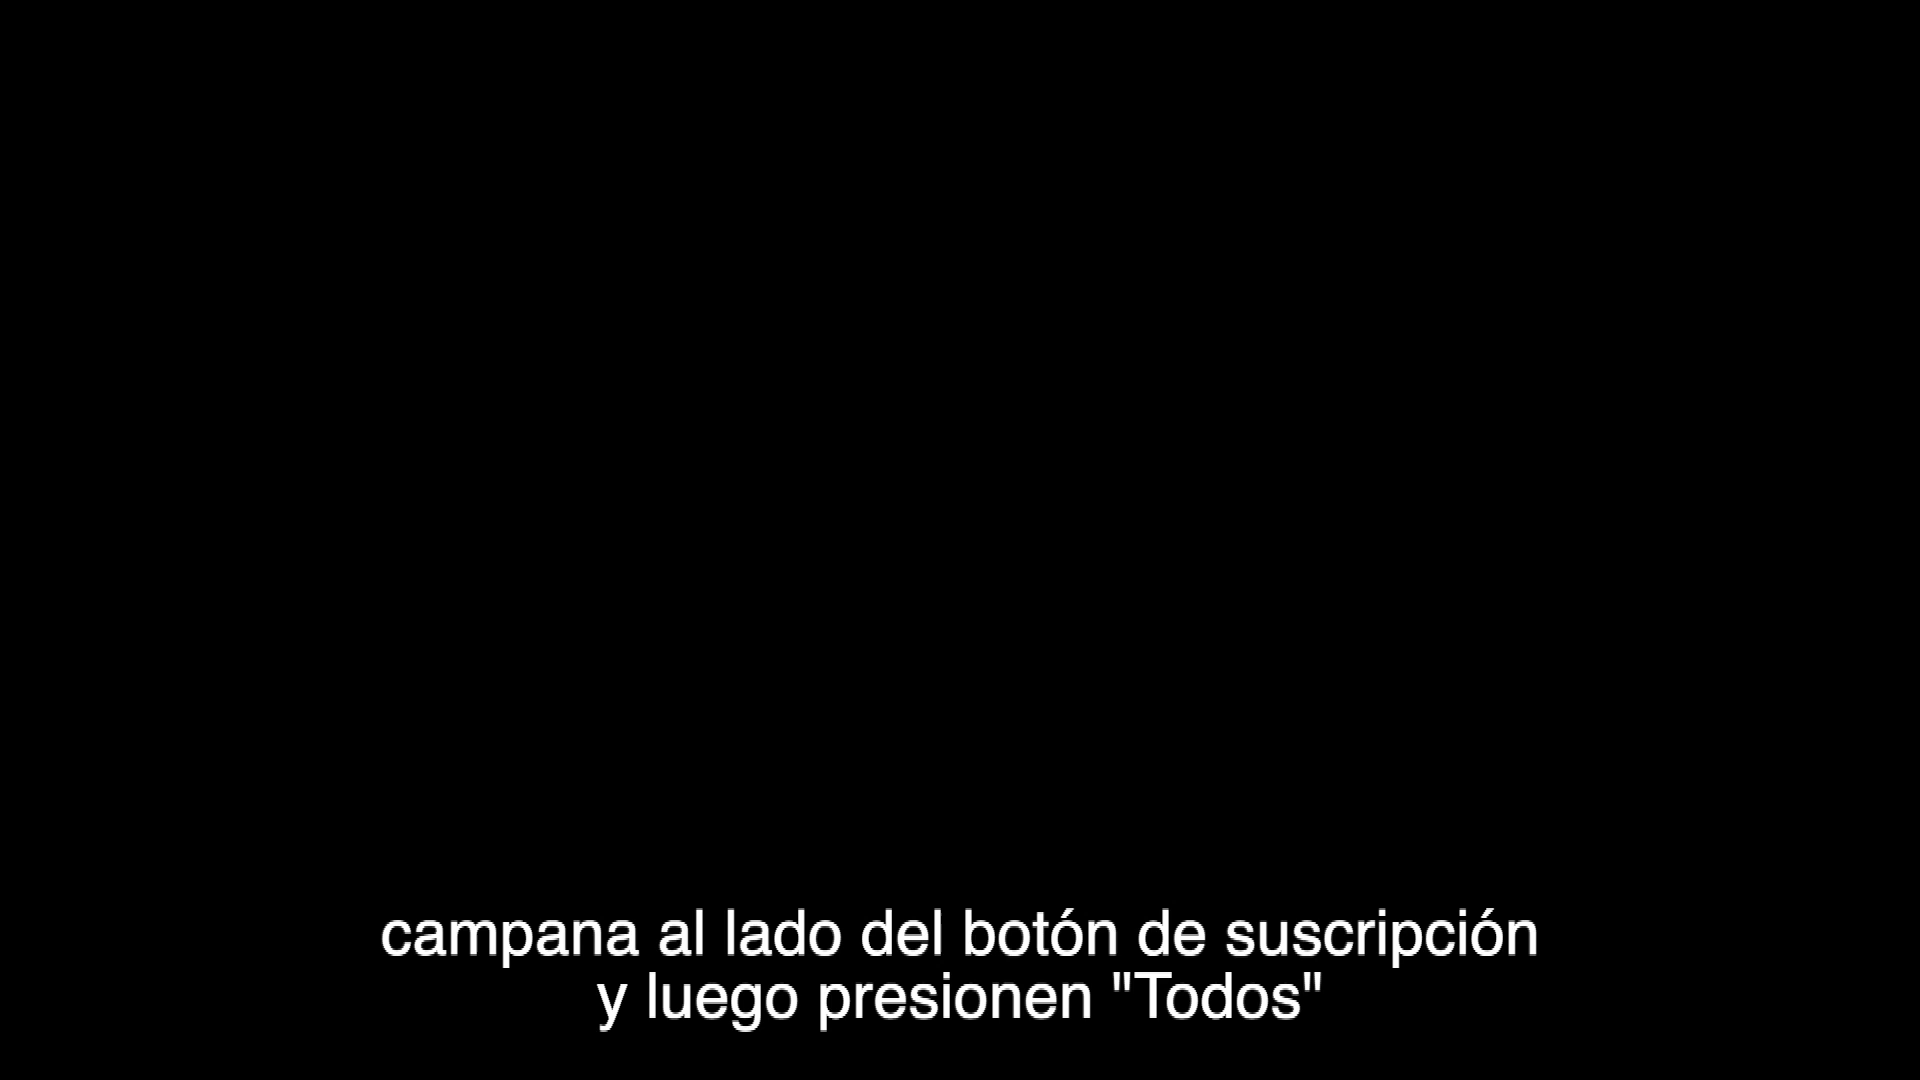 campana al lado del botón de suscripción
y luego presionen "Todos"